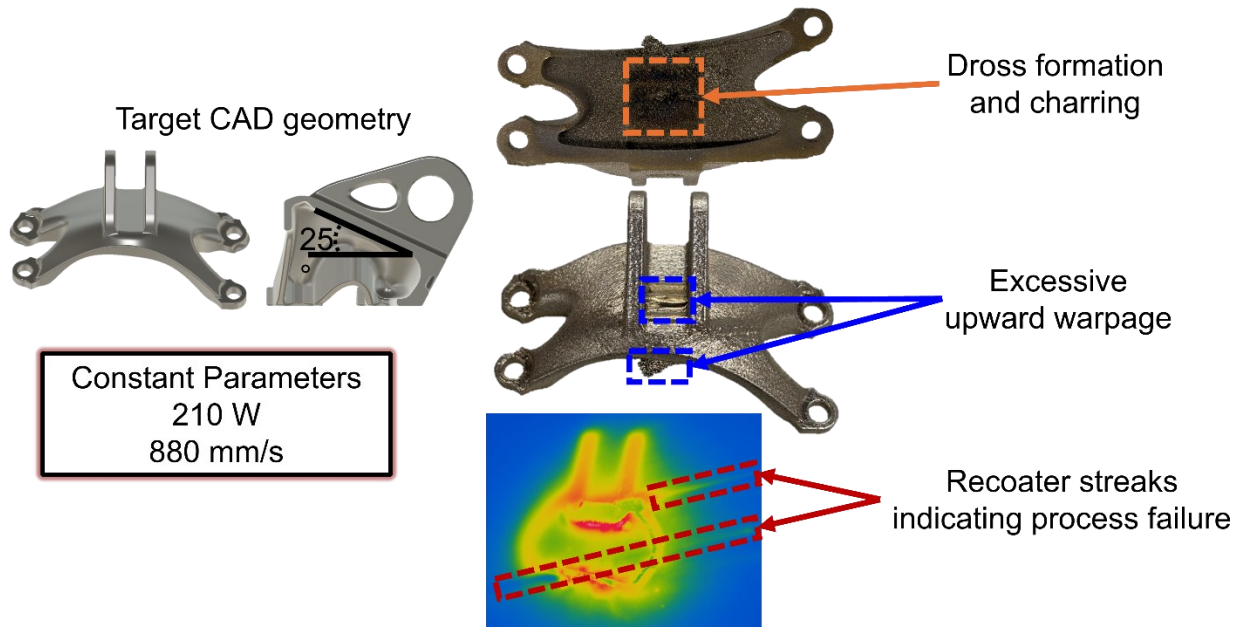 Target CAD geometry
25
°
Constant Parameters
210 W
880 mm/s
Dross formation
and charring
Excessive
upward warpage
Recoater streaks
indicating process failure